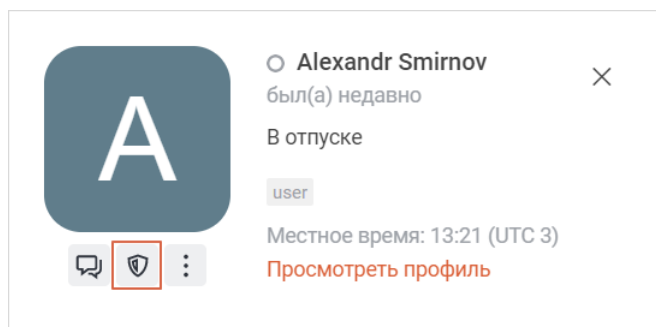 A
Alexandr Smirnov
был(а) недавно
В отпуске
user
Местное время: 13:21 (UTC 3)
Просмотреть профиль